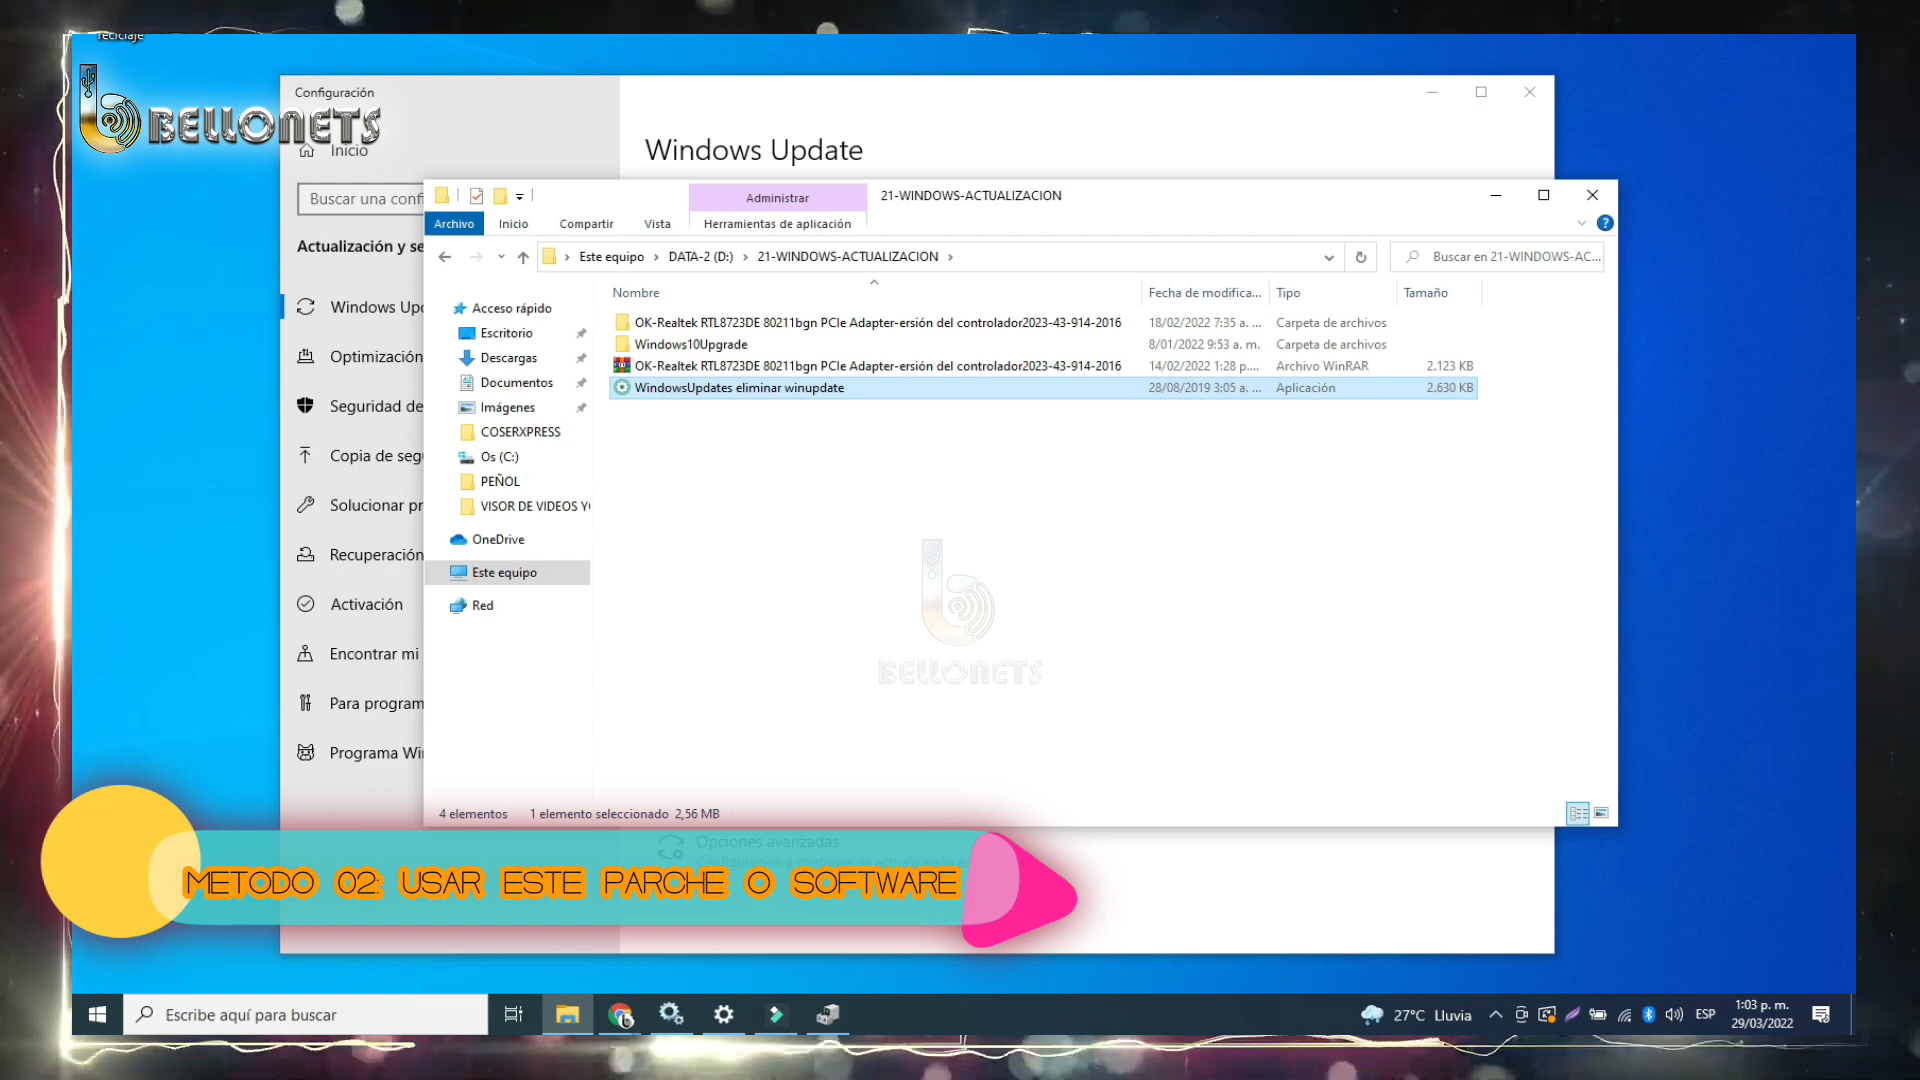 reciclaje
BELLONETS
Configuración
Inicio
Windows Update
Buscar una conf
Actualización y se
Windows Upd
Optimización
Seguridad de
Copia de seg
Solucionar pr
Recuperación
Activación
Encontrar mi
Para program
Programa Wi
Administrar
21-WINDOWS-ACTUALIZACION
Archivo
Inicio
Compartir
Vista
Herramientas de aplicación
Este equipo
DATA-2 (D:)
21-WINDOWS-ACTUALIZACION
Buscar en 21-WINDOWS-AC...
Acceso rápido
Escritorio
Descargas
Documentos
Imágenes
COSERXPRESS
Os (C:)
PEÑOL
VISOR DE VIDEOS Y
OneDrive
Este equipo
Red
Nombre Fecha de modifica... Tipo Tamaño
OK-Realtek RTL8723DE 80211bgn PCIe Adapter-ersión del controlador2023-43-914-2016 18/02/2022 7:35 a. ... Carpeta de archivos
Windows10Upgrade 8/01/2022 9:53 a. m. Carpeta de archivos
OK-Realtek RTL8723DE 80211bgn PCIe Adapter-ersión del controlador2023-43-914-2016 14/02/2022 1:28 p.... Archivo WinRAR 2.123 KB
WindowsUpdates eliminar winupdate 28/08/2019 3:05 a. ... Aplicación 2.630 KB
BELLONETS
4 elementos 1 elemento seleccionado 2,56 MB
Opciones avanzadas
Configuración y controles de actualización a
METODO 02: USAR ESTE PARCHE O SOFTWARE
Escribe aquí para buscar
27°C Lluvia
ESP
1:03 p. m.
29/03/2022